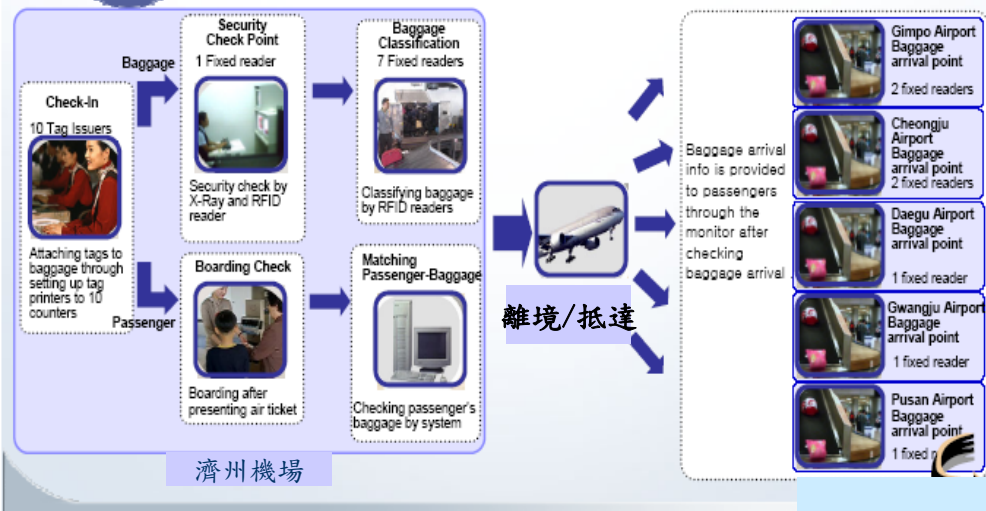 Check-In
10 Tag Issuers
Attaching tags to
baggage through
setting up tag
printers to 10
counters
Baggage
Passenger
Security
Check Point
1 Fixed reader
Security check by
X-Ray and RFID
reader
Baggage
Classification
7 Fixed readers
Classifying baggage
by RFID readers
Boarding Check
Boarding after
presenting air ticket
Matching
Passenger-Baggage
Checking passenger's
baggage by system
濟州機場
離境/抵達
Baggage arrival
info is provided
to passengers
through the
monitor after
checking
baggage arrival
Gimpo Airport
Baggage
arrival point
2 fixed readers
Cheongju
Airport
Baggage
arrival point
2 fixed readers
Daegu Airport
Baggage
arrival point
1 fixed reader
Gwangju Airport
Baggage
arrival point
1 fixed reader
Pusan Airport
Baggage
arrival point
1 fixed